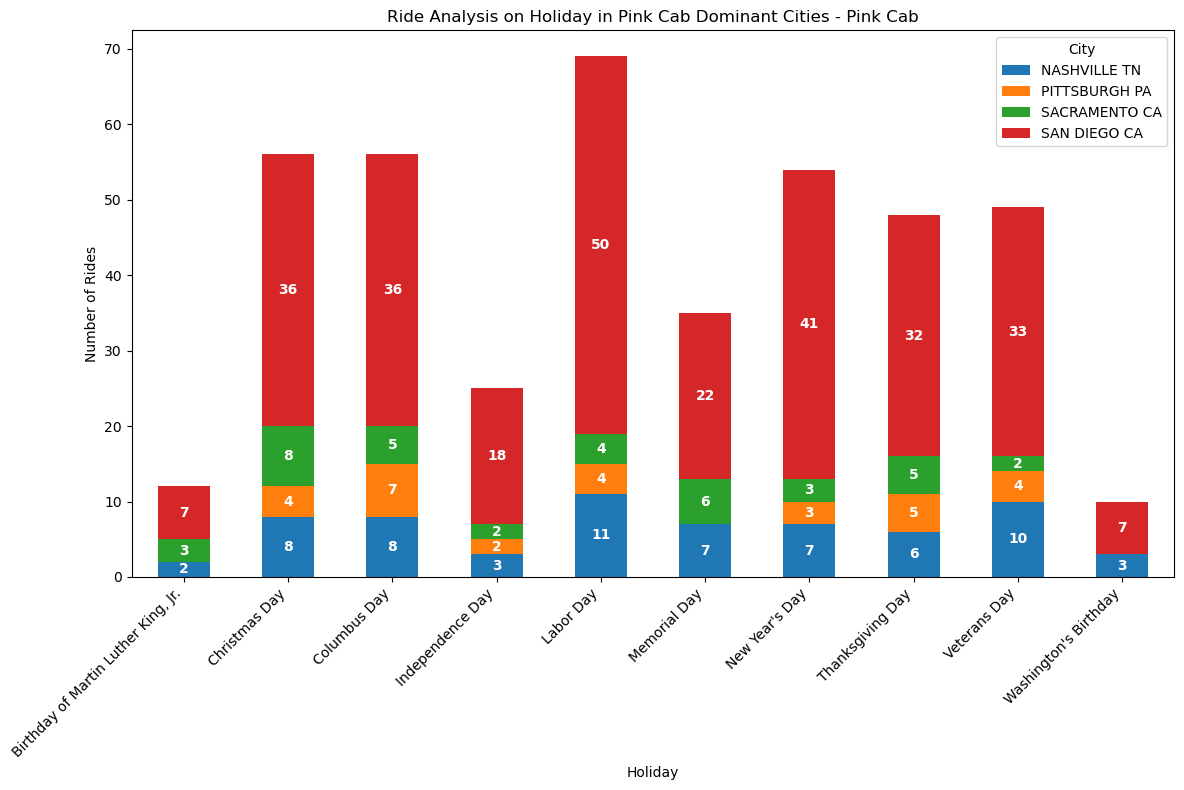 Ride Analysis on Holiday in Pink Cab Dominant Cities - Pink Cab
City
NASHVILLE TN
PITTSBURGH PA
SACRAMENTO CA
SAN DIEGO CA
Number of Rides
70
60
50
40
30
20
10
0
7
3
2
36
8
4
8
36
5
7
8
18
2
2
3
50
4
4
11
22
6
7
41
3
3
7
32
5
5
6
33
2
4
10
7
3
Birthday of Martin Luther King, Jr.
Christmas Day
Columbus Day
Independence Day
Labor Day
Memorial Day
New Year's Day
Thanksgiving Day
Veterans Day
Washington's Birthday
Holiday